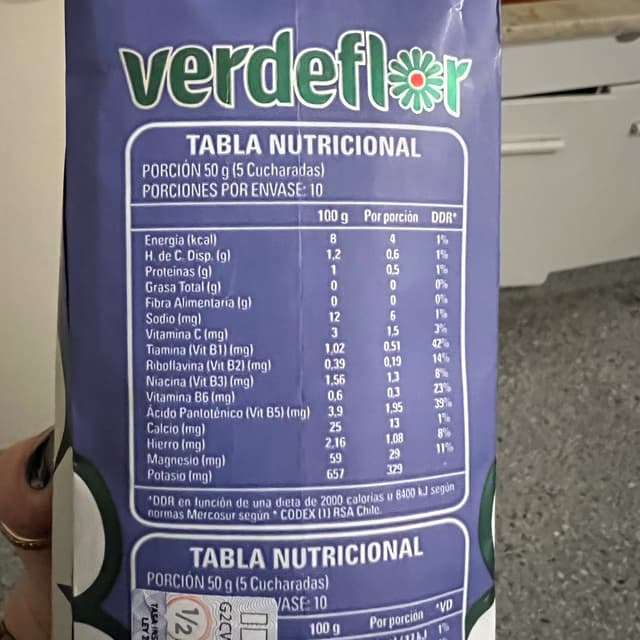 verdeflor
TABLA NUTRICIONAL
PORCIÓN 50 g (5 Cucharadas)
PORCIONES POR ENVASE: 10
100 g Por porción DDR*
Energía (kcal) 8 4 1%
H. de C. Disp. (g) 1,2 0,6 1%
Proteinas (g) 1 0,5 1%
Grasa Total (g) 0 0 0%
Fibra Alimentaria (g) 0 0 0%
Sodio (mg) 12 6 1%
Vitamina C (mg) 3 1,5 3%
Tiamina (Vit B1) (mg) 1,02 0,51 42%
Riboflavina (Vit B2) (mg) 0,39 0,19 14%
Niacina (Vit B3) (mg) 1,56 1,3 8%
Vitamina B6 (mg) 0,6 0,3 23%
Ácido Pantoténico (Vit B5) (mg) 3,9 1,95 39%
Calcio (mg) 25 13 1%
Hierro (mg) 2,16 1,08 8%
Magnesio (mg) 59 29 11%
Potasio (mg) 657 329
*DDR en función de una dieta de 2000 calorías u 8400 kJ según
normas Mercosur según * CODEX (1) RSA Chile.
TABLA NUTRICIONAL
PORCIÓN 50 g (5 Cucharadas)
VASE: 10
100 g Por porción *VD
1%
1/2
G2CV